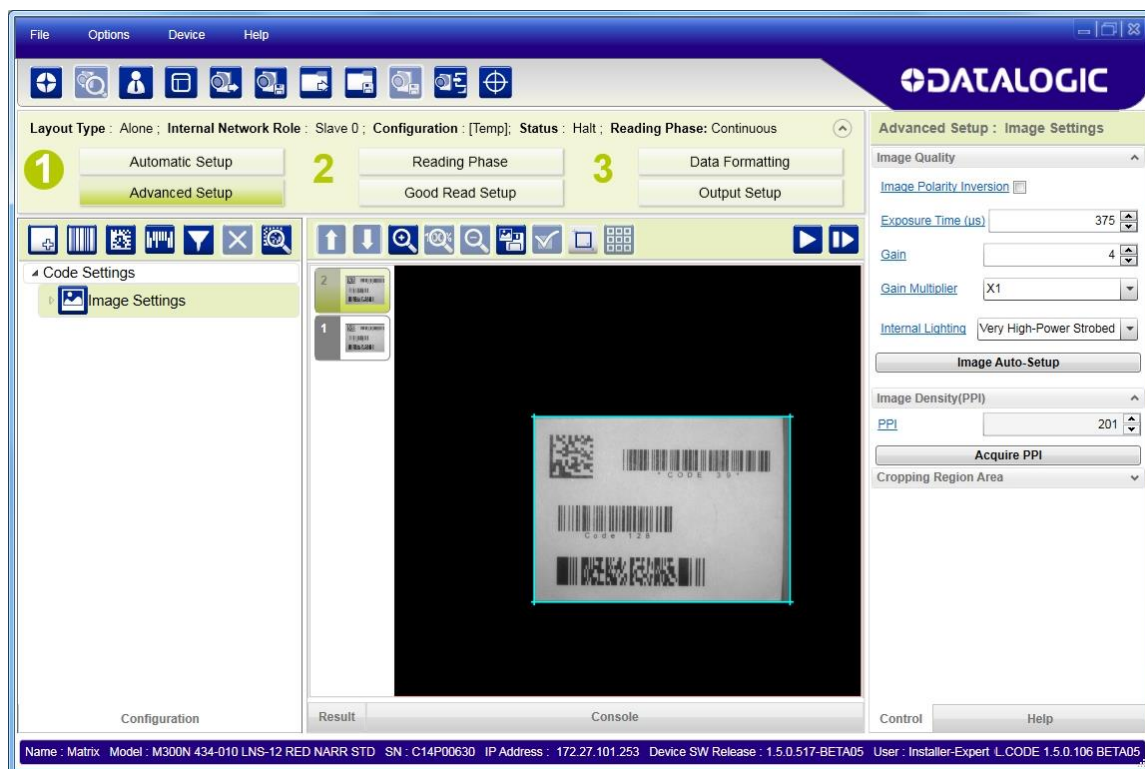 File Options Device Help
DATALOGIC
Layout Type : Alone ; Internal Network Role : Slave 0 ; Configuration : [Temp]; Status : Halt ; Reading Phase: Continuous
1 Automatic Setup 2 Reading Phase 3 Data Formatting
Advanced Setup Good Read Setup Output Setup
Code Settings
Image Settings
2
1
*CODE 39*
Code 128
Configuration
Result Console
Advanced Setup : Image Settings
Image Quality
Image Polarity Inversion
Exposure Time (µs) 375
Gain 4
Gain Multiplier X1
Internal Lighting Very High-Power Strobed
Image Auto-Setup
Image Density(PPI)
PPI 201
Acquire PPI
Cropping Region Area
Control Help
Name : Matrix Model : M300N 434-010 LNS-12 RED NARR STD SN : C14P00630 IP Address : 172.27.101.253 Device SW Release : 1.5.0.517-BETA05 User : Installer-Expert L.CODE 1.5.0.106 BETA05